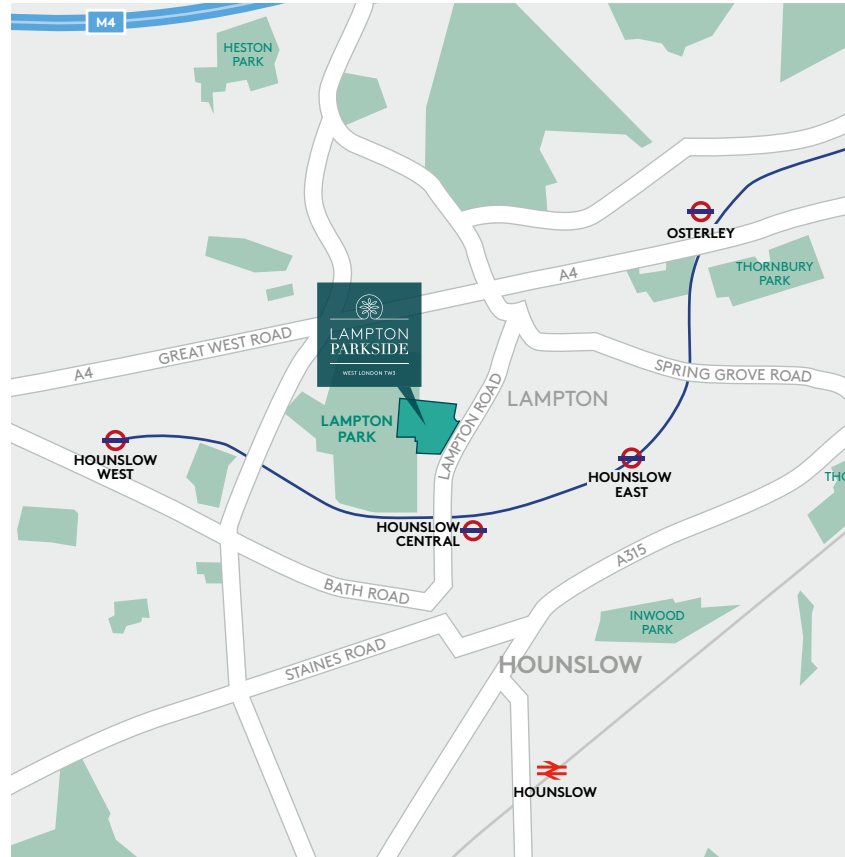 M4
HESTON
PARK
OSTERLEY
A4
THORNBURY
PARK
LAMPTON
PARKSIDE
WEST LONDON TW3
GREAT WEST ROAD
A4
SPRING GROVE ROAD
LAMPTON ROAD
LAMPTON
LAMPTON
PARK
HOUNSLOW
WEST
HOUNSLOW
EAST
THO
HOUNSLOW
CENTRAL
A315
BATH ROAD
INWOOD
PARK
STAINES ROAD
HOUNSLOW
HOUNSLOW